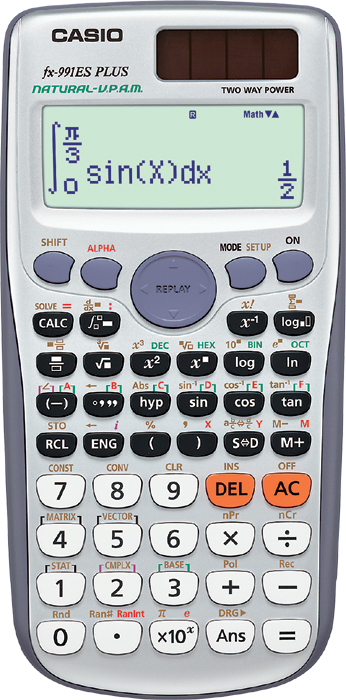 CASIO
fx-991ES PLUS
NATURAL-V.P.A.M.
TWO WAY POWER
R Math ▼▲
∫ π/3 0 sin(X)dx 1/2
SHIFT ALPHA MODE SETUP ON
REPLAY
SOLVE = d/dx : x!
CALC x⁻¹ log
x³ DEC HEX 10ˣ BIN eˣ OCT
x² log ln
∠ A ← B Abs C sin⁻¹ D cos⁻¹ E tan⁻¹ F
(−) hyp sin cos tan
STO ← i % , X Y M− M
RCL ENG ( ) S⇔D M+
CONST CONV CLR INS OFF
7 8 9 DEL AC
MATRIX VECTOR nPr nCr
4 5 6 × ÷
STAT CMPLX BASE Pol Rec
1 2 3 + −
Rnd Ran# RanInt π e DRG▶
0 • ×10ˣ Ans =